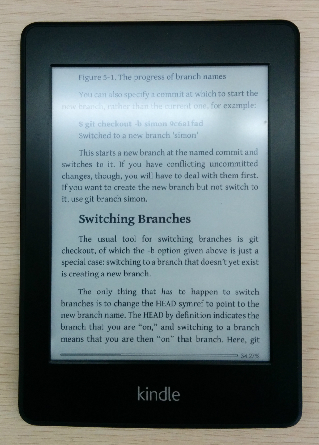 Figure 5-1. The progress of branch names
You can also specify a commit at which to start the
new branch, rather than the current one, for example:
$ git checkout -b simon
Switched to a new branch 'simon'
This starts a new branch at the named commit and
switches to it. If you have conflicting uncommitted
changes, though, you will have to deal with them first.
If you want to create the new branch but not switch to
it, use git branch simon.
Switching Branches
The usual tool for switching branches is git
checkout, of which the -b option given above is just a
special case: switching to a branch that doesn't yet exist
is creating a new branch.
The only thing that has to happen to switch
branches is to change the HEAD symref to point to the
new branch name. The HEAD by definition indicates the
branch that you are "on," and switching to a branch
means that you are then "on" that branch. Here, git
kindle